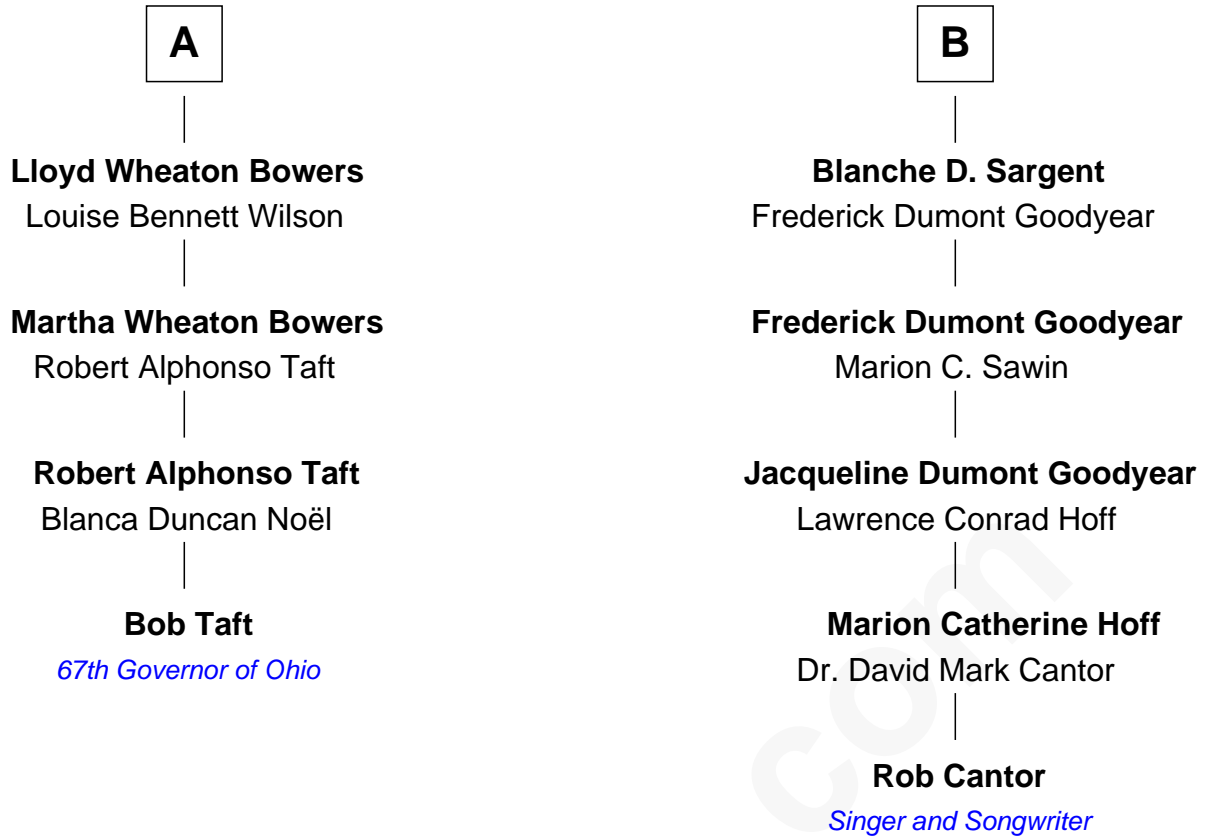 A
Lloyd Wheaton Bowers
Louise Bennett Wilson
Martha Wheaton Bowers
Robert Alphonso Taft
Robert Alphonso Taft
Blanca Duncan Noël
Bob Taft
67th Governor of Ohio
B
Blanche D. Sargent
Frederick Dumont Goodyear
Frederick Dumont Goodyear
Marion C. Sawin
Jacqueline Dumont Goodyear
Lawrence Conrad Hoff
Marion Catherine Hoff
Dr. David Mark Cantor
Rob Cantor
Singer and Songwriter
com